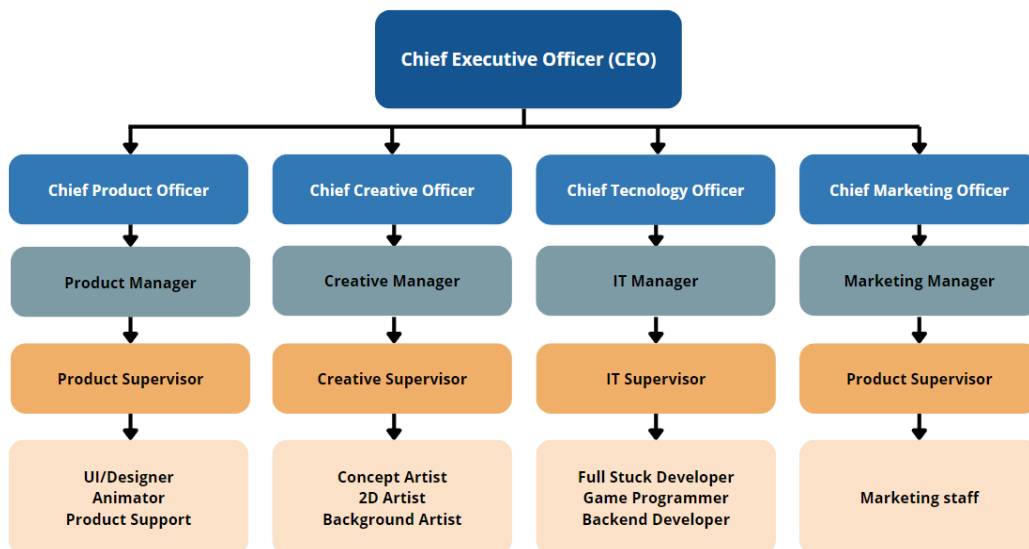 Chief Executive Officer (CEO)
Chief Product Officer
Chief Creative Officer
Chief Tecnology Officer
Chief Marketing Officer
Product Manager
Creative Manager
IT Manager
Marketing Manager
Product Supervisor
Creative Supervisor
IT Supervisor
Product Supervisor
UI/Designer
Animator
Product Support
Concept Artist
2D Artist
Background Artist
Full Stuck Developer
Game Programmer
Backend Developer
Marketing staff